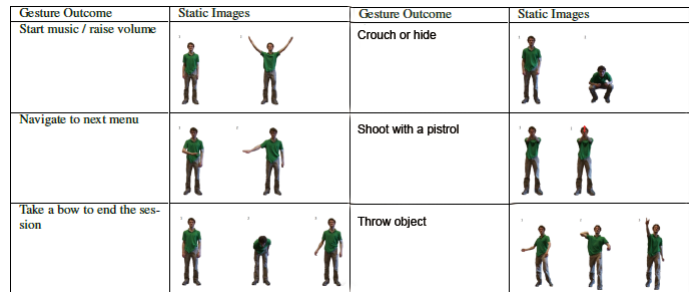 Gesture Outcome Static Images Gesture Outcome Static Images
Start music / raise volume
Crouch or hide
Navigate to next menu
Shoot with a pistrol
Take a bow to end the ses-
sion
Throw object